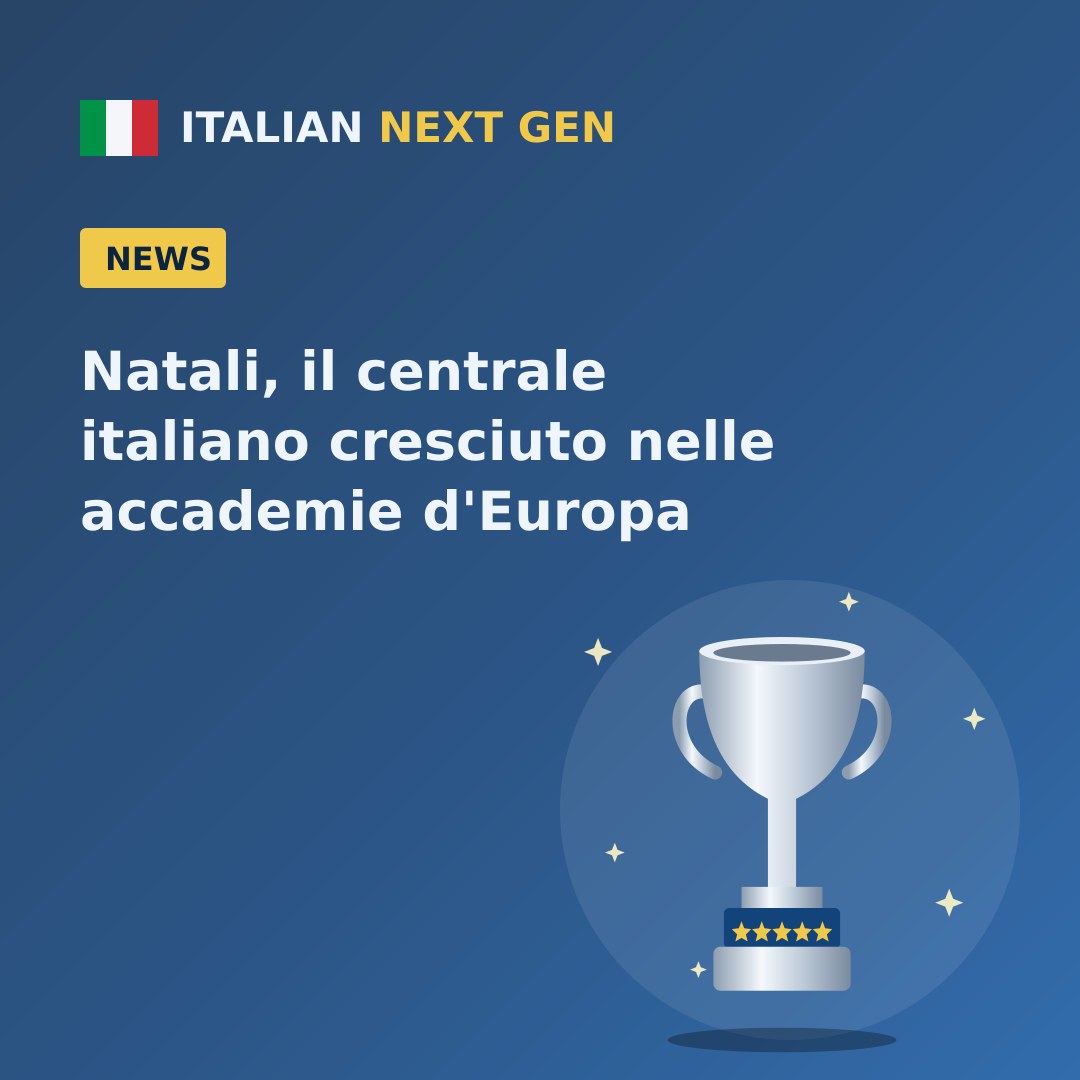 ITALIAN NEXT GEN
NEWS
Natali, il centrale
italiano cresciuto nelle
accademie d'Europa